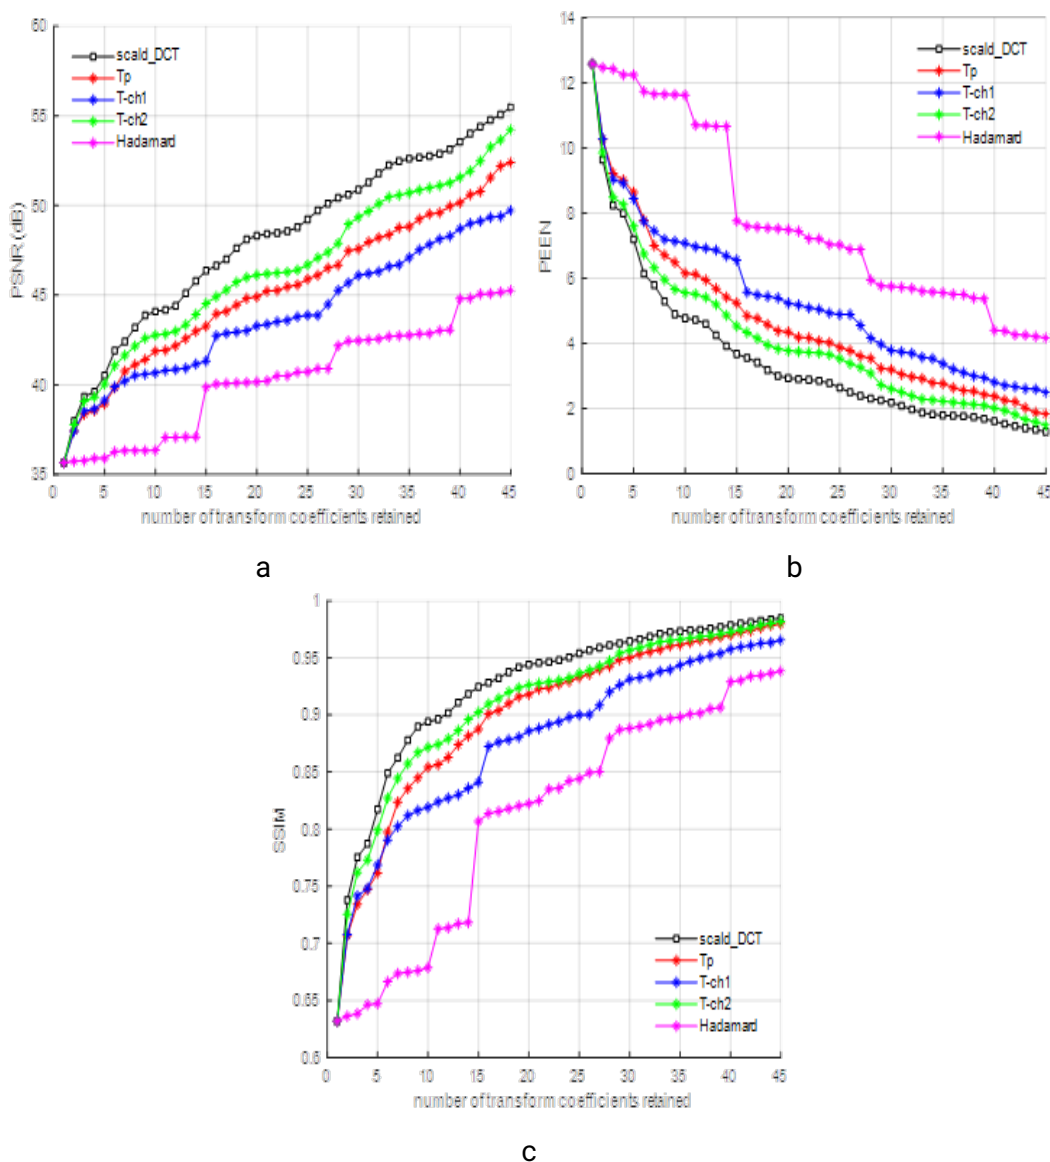 60
55
50
45
40
35
PSNR (dB)
scald_DCT
Tp
T-ch1
T-ch2
Hadamard
0 5 10 15 20 25 30 35 40 45
number of transform coefficients retained
a
14
12
10
8
6
4
2
0
PEEN
scald_DCT
Tp
T-ch1
T-ch2
Hadamard
0 5 10 15 20 25 30 35 40 45
number of transform coefficients retained
b
1
0.95
0.9
0.85
0.8
0.75
0.7
0.65
0.6
SSIM
scald_DCT
Tp
T-ch1
T-ch2
Hadamard
0 5 10 15 20 25 30 35 40 45
number of transform coefficients retained
c